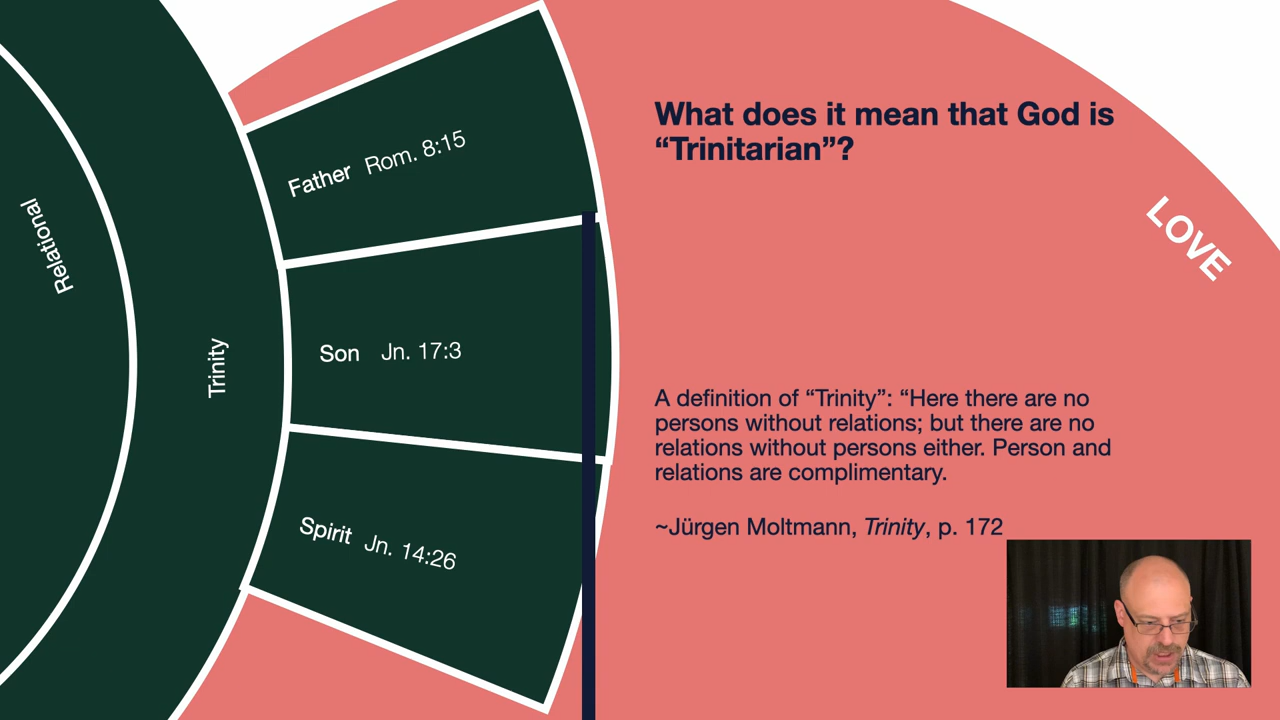 Relational
Trinity
Father Rom. 8:15
Son Jn. 17:3
Spirit Jn. 14:26
What does it mean that God is
“Trinitarian”?
LOVE
A definition of “Trinity”: “Here there are no
persons without relations; but there are no
relations without persons either. Person and
relations are complimentary.
~Jürgen Moltmann, Trinity, p. 172